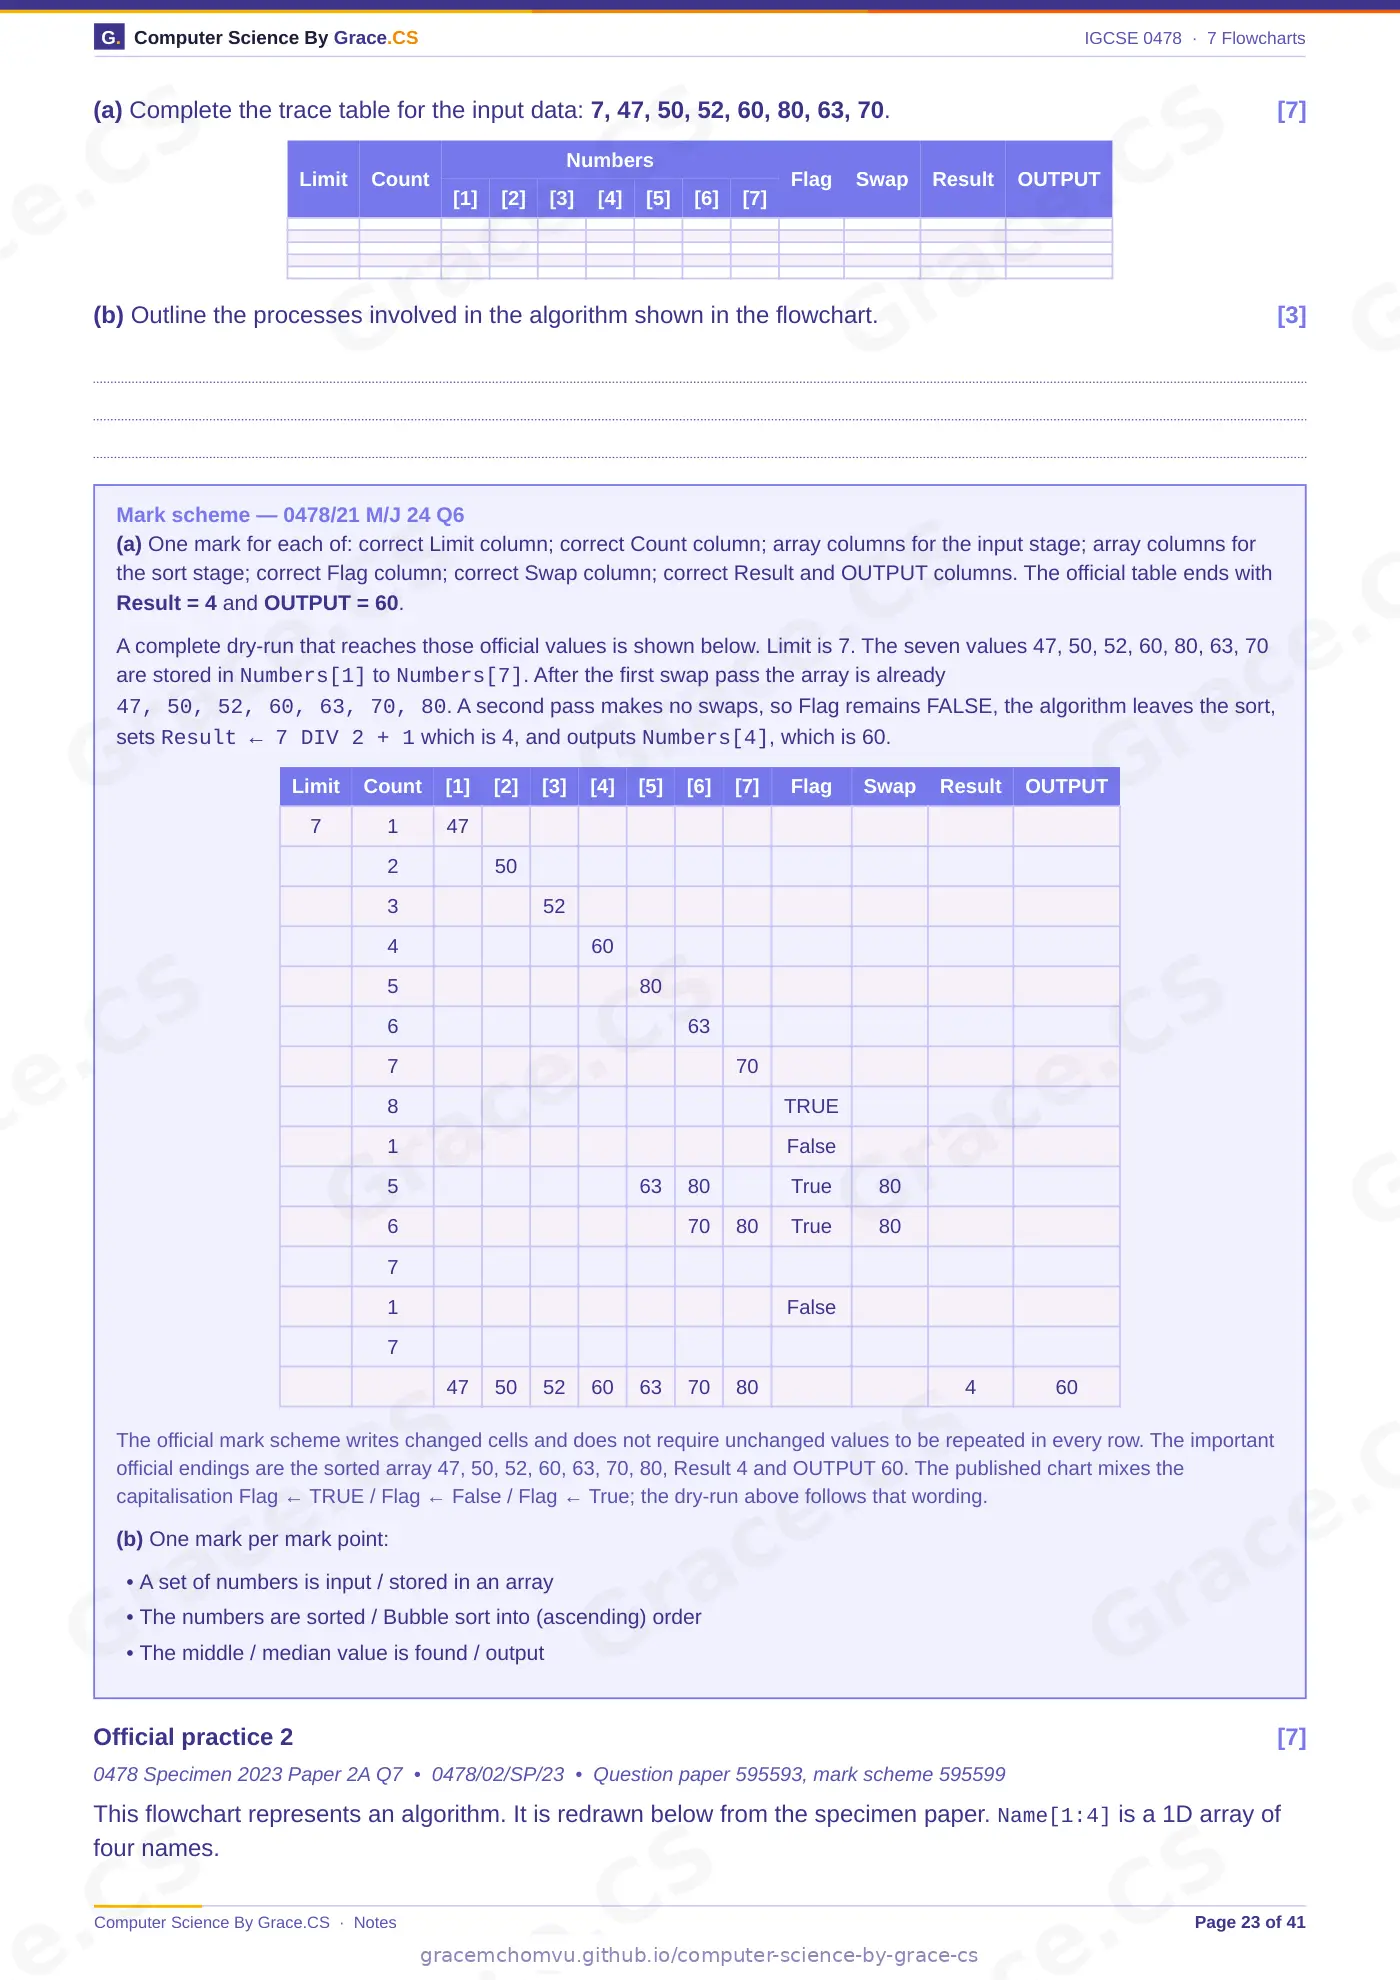 G. Computer Science By Grace.CS
IGCSE 0478 · 7 Flowcharts
(a) Complete the trace table for the input data: 7, 47, 50, 52, 60, 80, 63, 70. [7]
Limit Count Numbers Flag Swap Result OUTPUT
[1] [2] [3] [4] [5] [6] [7]
(b) Outline the processes involved in the algorithm shown in the flowchart. [3]
Mark scheme — 0478/21 M/J 24 Q6
(a) One mark for each of: correct Limit column; correct Count column; array columns for the input stage; array columns for
the sort stage; correct Flag column; correct Swap column; correct Result and OUTPUT columns. The official table ends with
Result = 4 and OUTPUT = 60.
A complete dry-run that reaches those official values is shown below. Limit is 7. The seven values 47, 50, 52, 60, 80, 63, 70
are stored in Numbers[1] to Numbers[7]. After the first swap pass the array is already
47, 50, 52, 60, 63, 70, 80. A second pass makes no swaps, so Flag remains FALSE, the algorithm leaves the sort,
sets Result ← 7 DIV 2 + 1 which is 4, and outputs Numbers[4], which is 60.
Limit Count [1] [2] [3] [4] [5] [6] [7] Flag Swap Result OUTPUT
7 1 47
2 50
3 52
4 60
5 80
6 63
7 70
8 TRUE
1 False
5 63 80 True 80
6 70 80 True 80
7
1 False
7
47 50 52 60 63 70 80 4 60
The official mark scheme writes changed cells and does not require unchanged values to be repeated in every row. The important
official endings are the sorted array 47, 50, 52, 60, 63, 70, 80, Result 4 and OUTPUT 60. The published chart mixes the
capitalisation Flag ← TRUE / Flag ← False / Flag ← True; the dry-run above follows that wording.
(b) One mark per mark point:
• A set of numbers is input / stored in an array
• The numbers are sorted / Bubble sort into (ascending) order
• The middle / median value is found / output
Official practice 2 [7]
0478 Specimen 2023 Paper 2A Q7 • 0478/02/SP/23 • Question paper 595593, mark scheme 595599
This flowchart represents an algorithm. It is redrawn below from the specimen paper. Name[1:4] is a 1D array of
four names.
Computer Science By Grace.CS · Notes
Page 23 of 41
gracemchomvu.github.io/computer-science-by-grace-cs